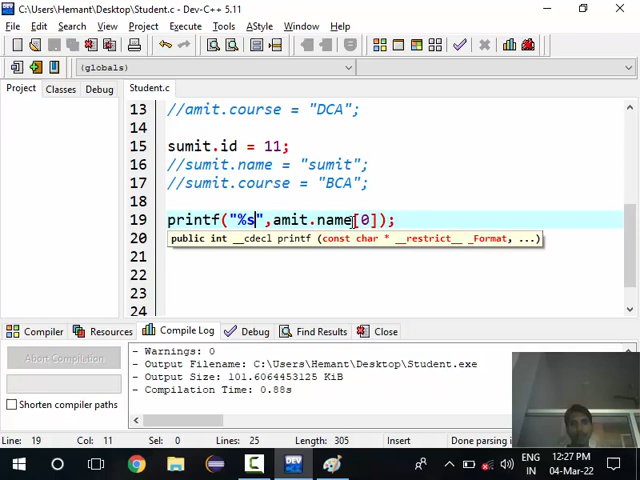 C:\Users\Hemant\Desktop\Student.c - Dev-C++ 5.11
File Edit Search View Project Execute Tools AStyle Window Help
(globals)
Project Classes Debug
Student.c
13 //amit.course = "DCA";
14
15 sumit.id = 11;
16 //sumit.name = "sumit";
17 //sumit.course = "BCA";
18
19 printf("%s",amit.name[0]);
20 public int __cdecl printf (const char * __restrict__ _Format, ...)
21
22
23
24
Compiler Resources Compile Log Debug Find Results Close
Abort Compilation
Shorten compiler paths
- Warnings: 0
- Output Filename: C:\Users\Hemant\Desktop\Student.exe
- Output Size: 101.6064453125 KiB
- Compilation Time: 0.88s
Line: 19 Col: 11 Sel: 0 Lines: 25 Length: 305 Insert Done parsing i
ENG
IN
12:27 PM
04-Mar-22